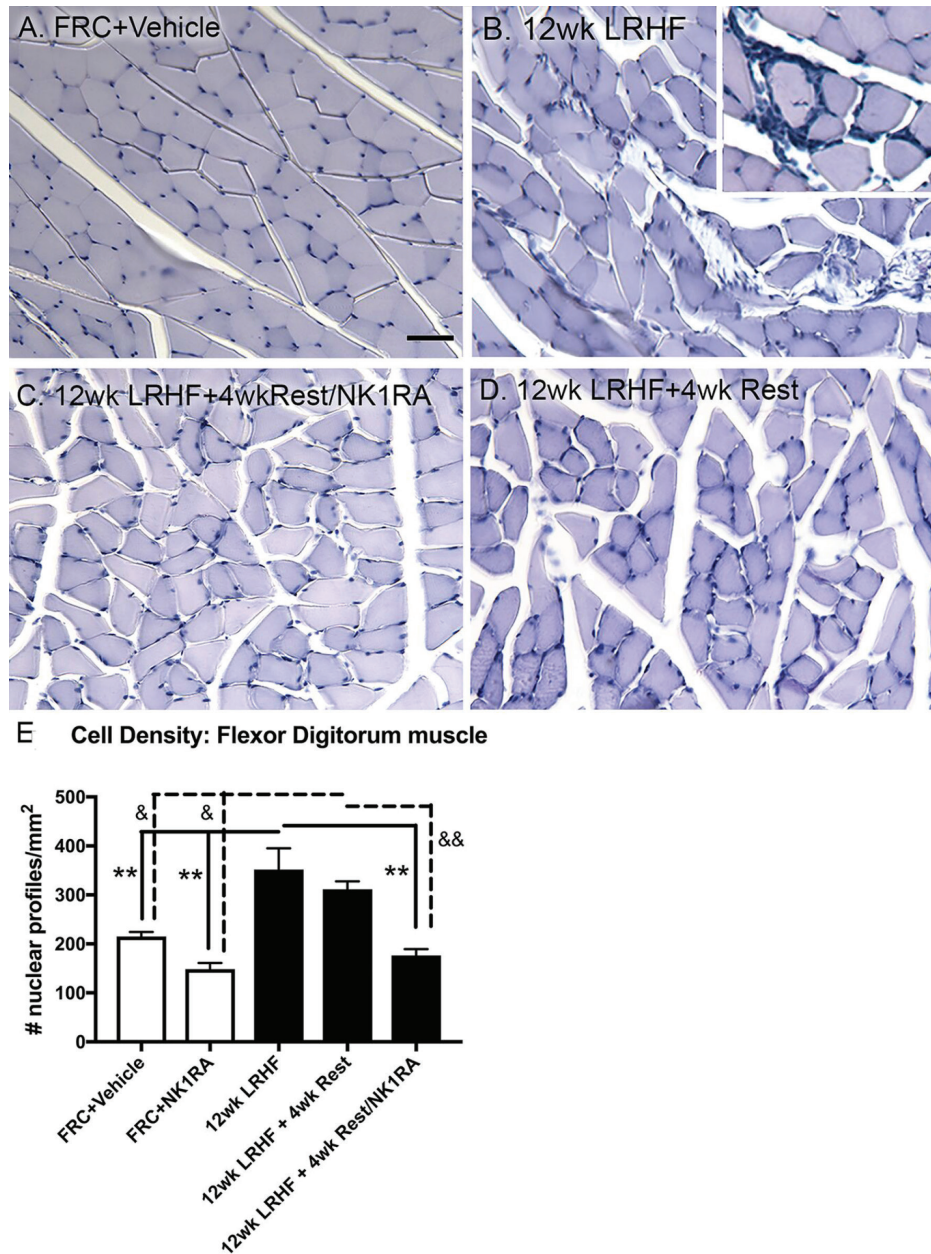 A. FRC+Vehicle
B. 12wk LRHF
C. 12wk LRHF+4wkRest/NK1RA
D. 12wk LRHF+4wk Rest
E Cell Density: Flexor Digitorum muscle
# nuclear profiles/mm²
500
400
300
200
100
0
&
&
&&
**
**
**
FRC+Vehicle
FRC+NK1RA
12wk LRHF
12wk LRHF + 4wk Rest
12wk LRHF + 4wk Rest/NK1RA